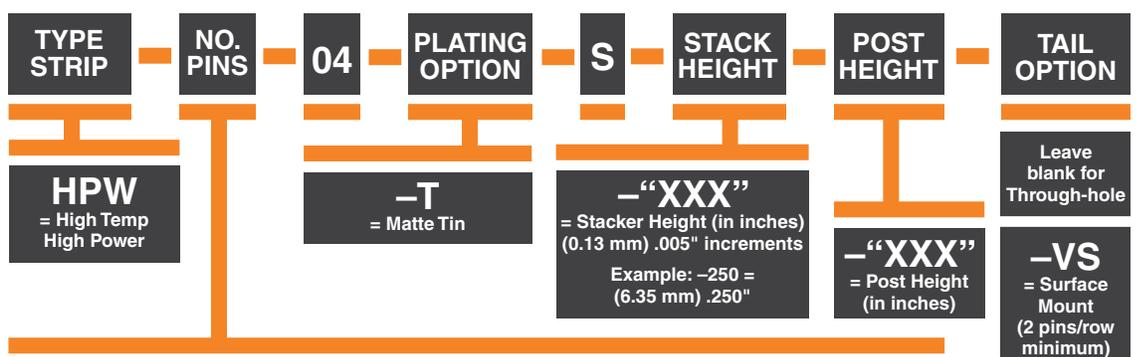 TYPE
STRIP
NO.
PINS
04
PLATING
OPTION
S
STACK
HEIGHT
POST
HEIGHT
TAIL
OPTION
HPW
= High Temp
High Power
–T
= Matte Tin
–“XXX”
= Stacker Height (in inches)
(0.13 mm) .005" increments
Example: –250 =
(6.35 mm) .250"
–“XXX”
= Post Height
(in inches)
Leave
blank for
Through-hole
–VS
= Surface
Mount
(2 pins/row
minimum)